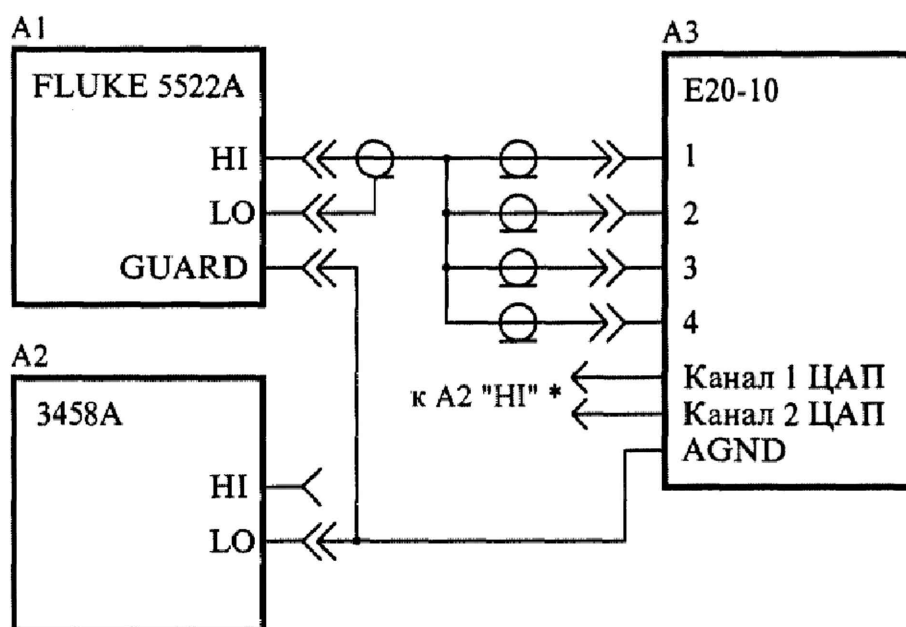 A1
FLUKE 5522A
HI
LO
GUARD
A2
3458A
HI
LO
A3
E20-10
1
2
3
4
к A2 "HI" *
Канал 1 ЦАП
Канал 2 ЦАП
AGND